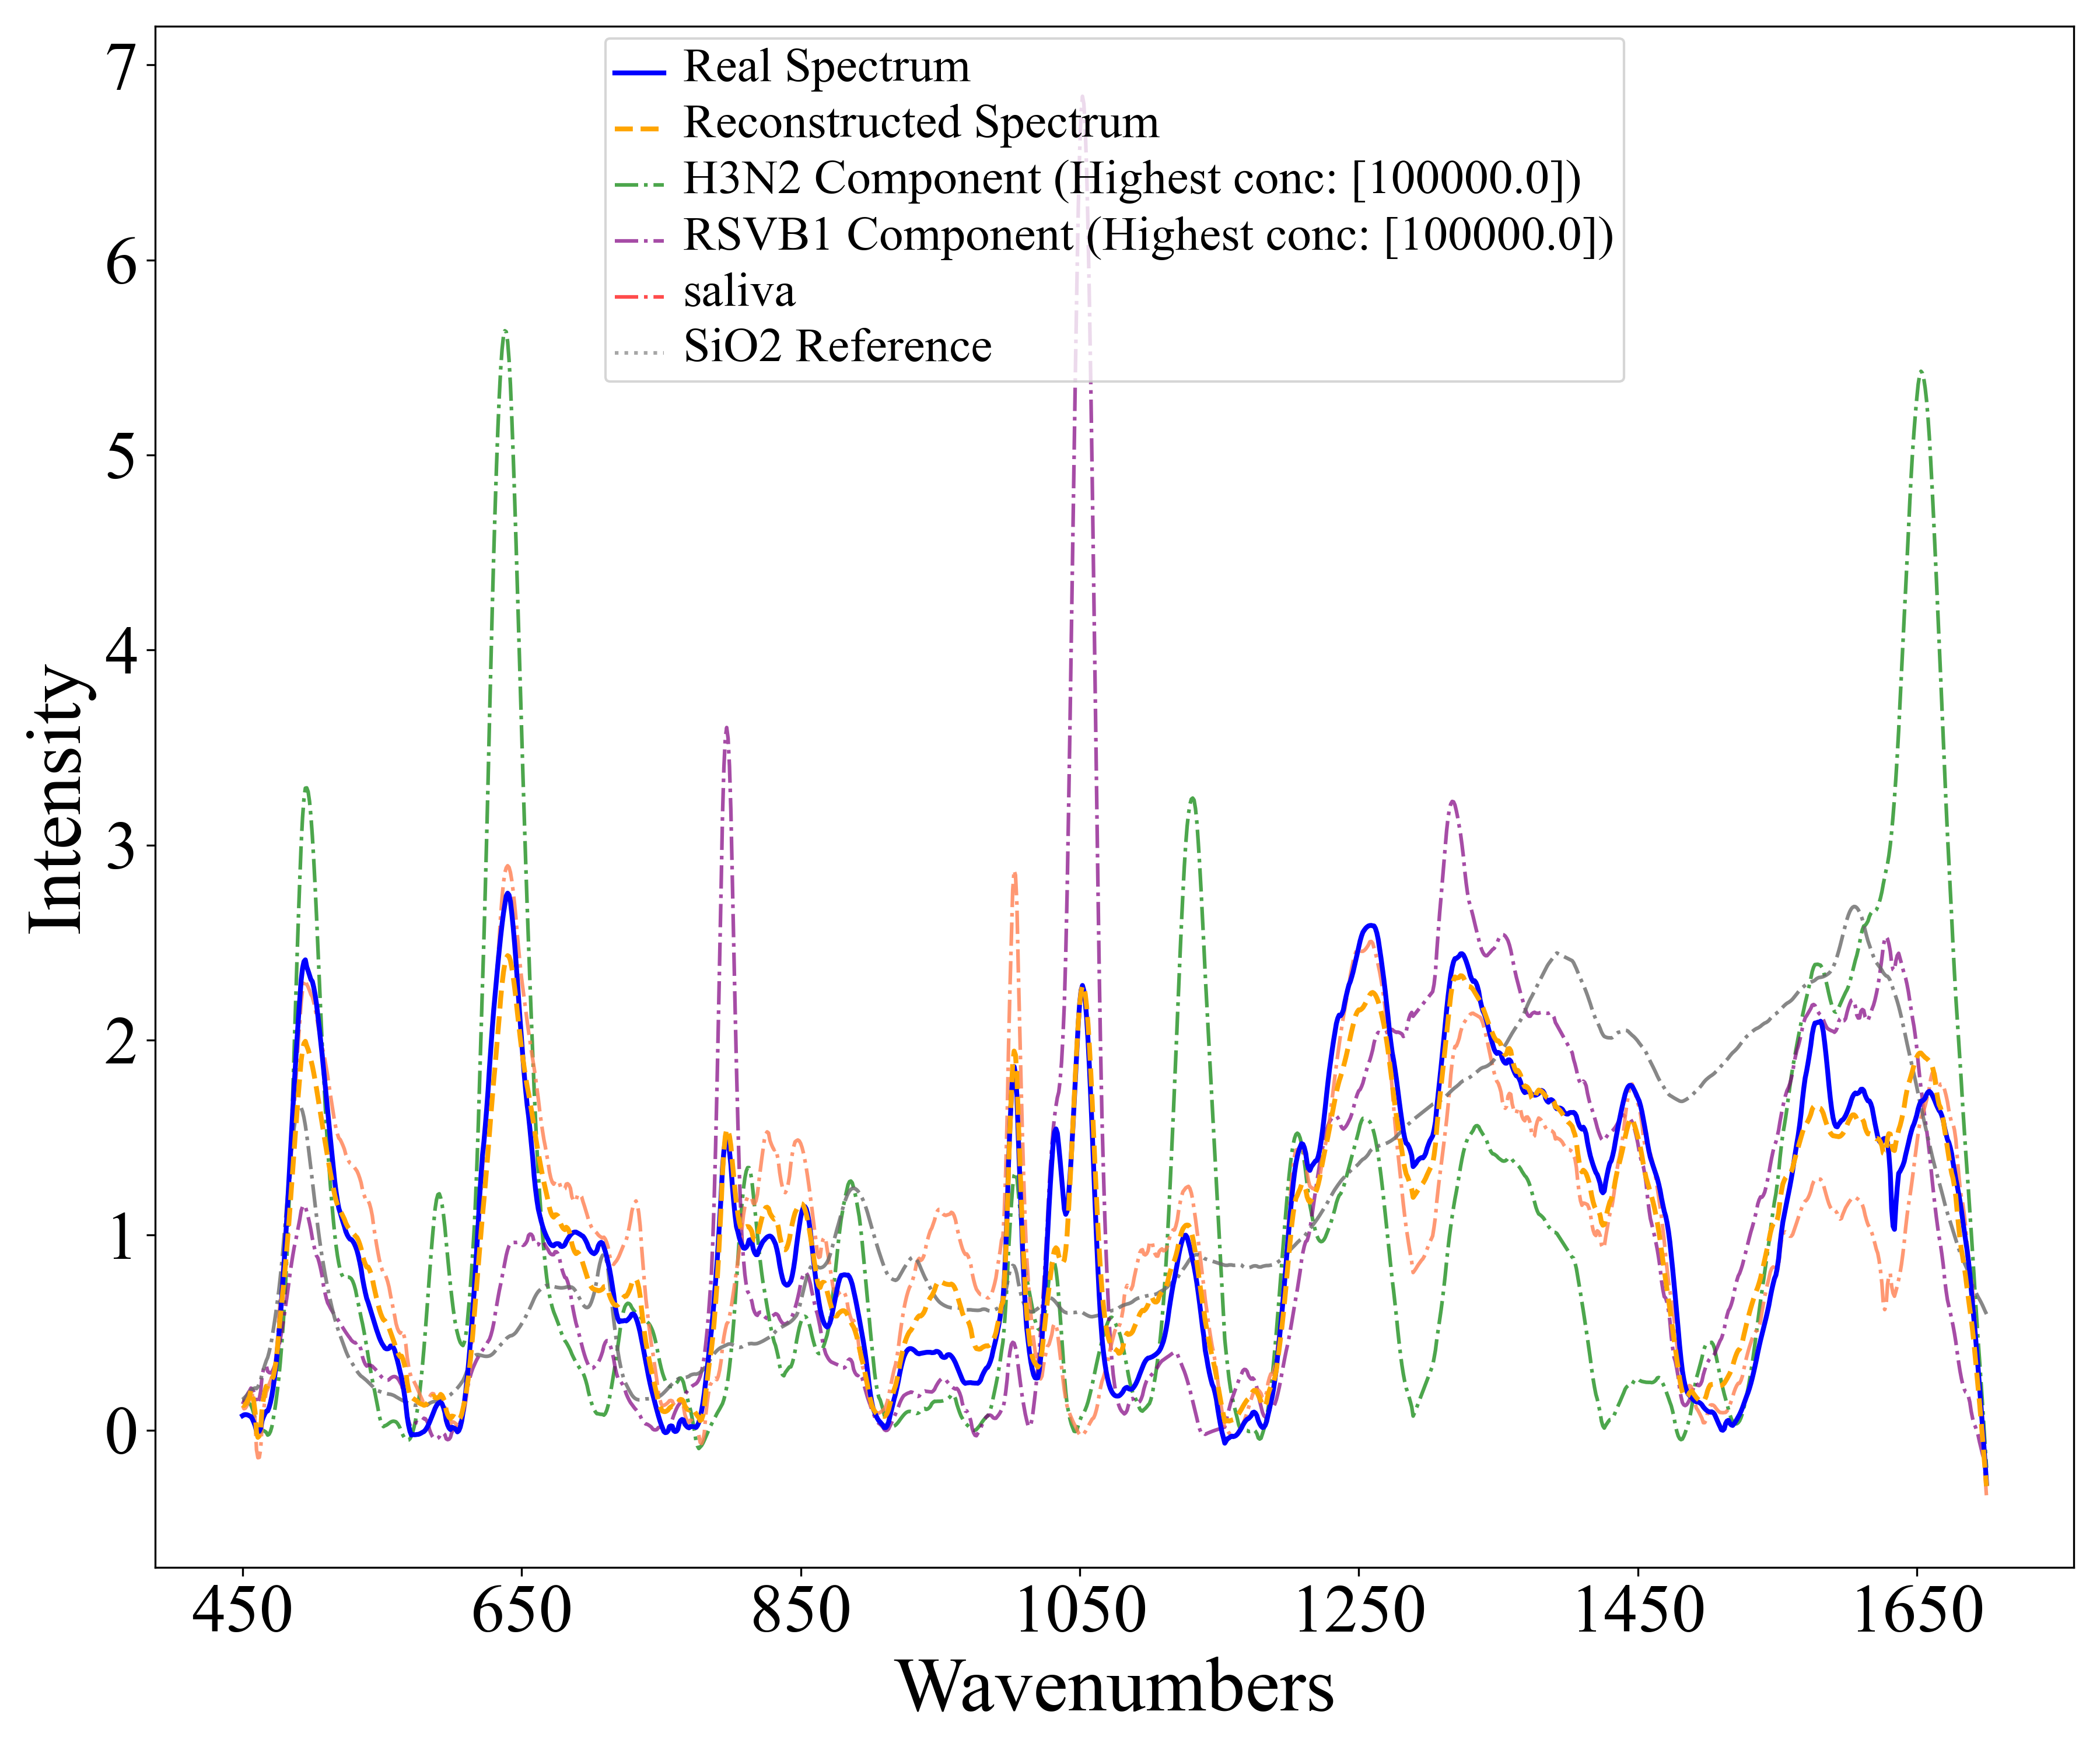 7
6
5
4
3
2
1
0
Intensity
Real Spectrum
Reconstructed Spectrum
H3N2 Component (Highest conc: [100000.0])
RSVB1 Component (Highest conc: [100000.0])
saliva
SiO2 Reference
450 650 850 1050 1250 1450 1650
Wavenumbers